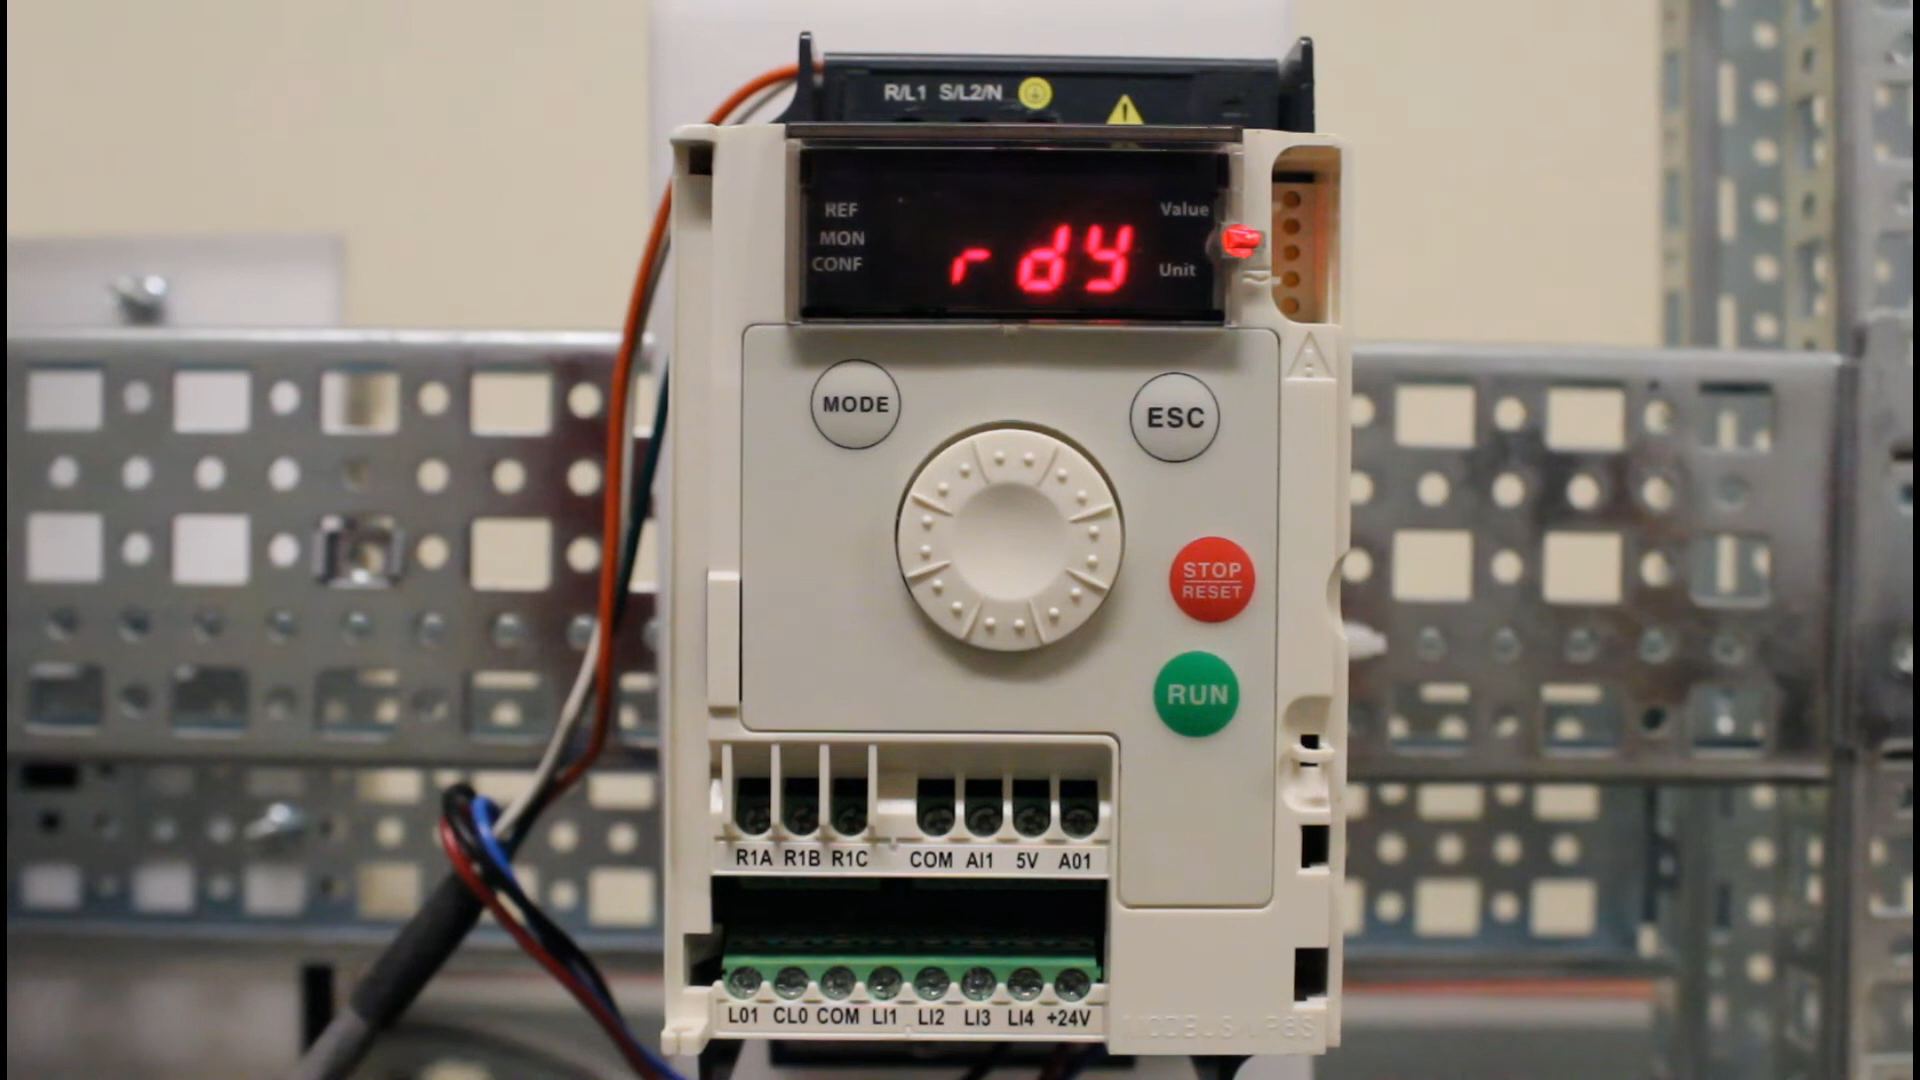 R/L1 S/L2/N
REF
MON
CONF
rdY
Value
Unit
MODE
ESC
STOP
RESET
RUN
R1A R1B R1C COM AI1 5V A01
L01 CL0 COM LI1 LI2 LI3 LI4 +24V